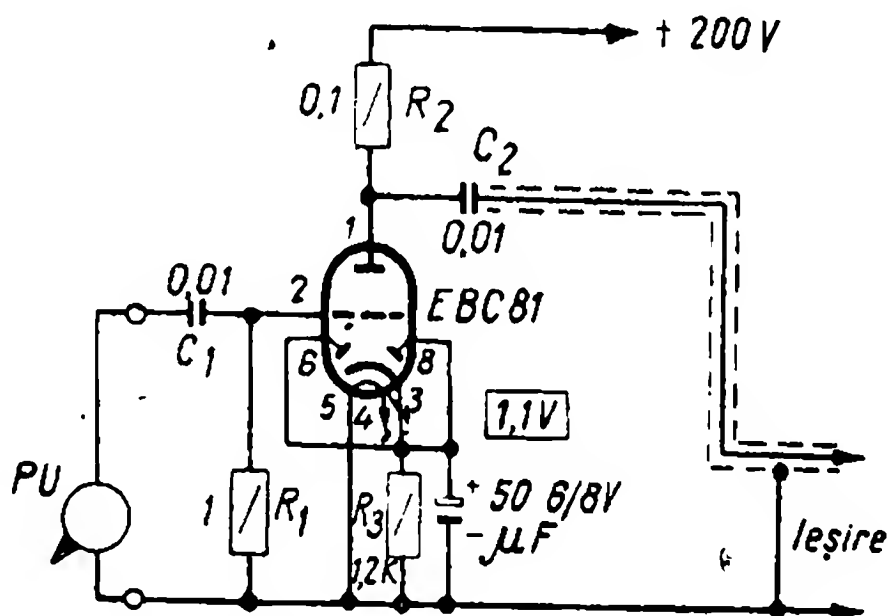 + 200 V
0,1 R2
C2
0,01
1
0,01
2
EBC81
C1
6
8
5
4
3
1,1V
PU
1
R1
R3
+ 50 6/8V
- µF
1,2K
Ieșire